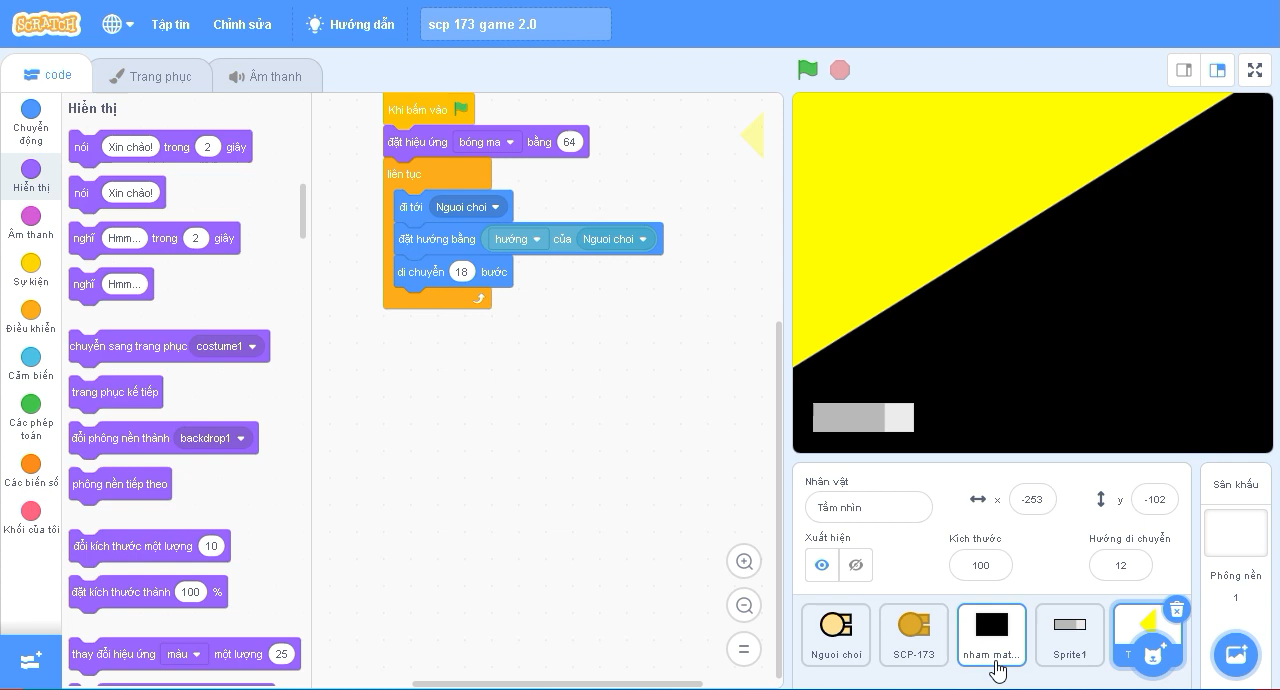 SCRATCH
Tập tin
Chỉnh sửa
Hướng dẫn
scp 173 game 2.0
code
Trang phục
Âm thanh
Chuyển động
Hiển thị
Âm thanh
Sự kiện
Điều khiển
Cảm biến
Các phép toán
Các biến số
Khối của tôi
Hiển thị
nói Xin chào! trong 2 giây
nói Xin chào!
nghĩ Hmm... trong 2 giây
nghĩ Hmm...
chuyển sang trang phục costume1
trang phục kế tiếp
đổi phông nền thành backdrop1
phông nền tiếp theo
đổi kích thước một lượng 10
đặt kích thước thành 100 %
thay đổi hiệu ứng màu một lượng 25
Khi bấm vào
đặt hiệu ứng bóng ma bằng 64
liên tục
đi tới Nguoi choi
đặt hướng bằng hướng của Nguoi choi
di chuyển 18 bước
Nhân vật
Tầm nhìn
x -253
y -102
Xuất hiện
Kích thước
100
Hướng di chuyển
12
Nguoi choi
SCP-173
nham mat...
Sprite1
T
Sân khấu
Phông nền
1